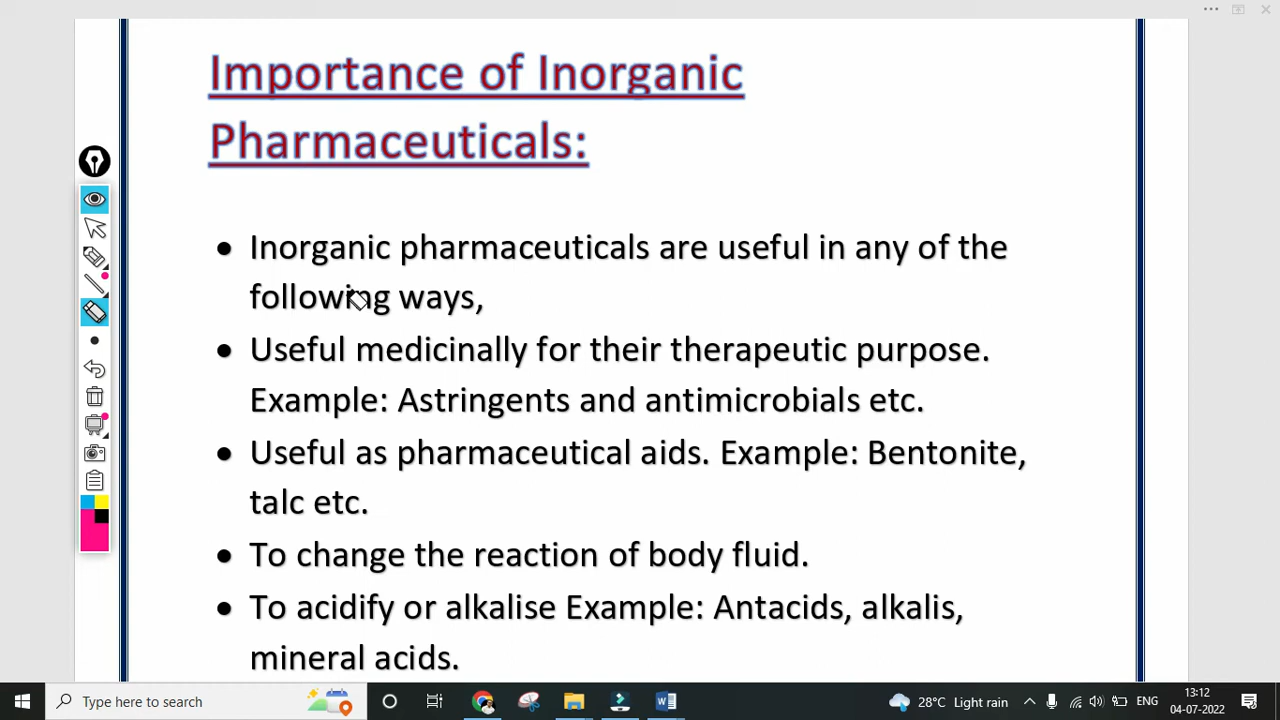 Importance of Inorganic
Pharmaceuticals:
• Inorganic pharmaceuticals are useful in any of the
following ways,
• Useful medicinally for their therapeutic purpose.
Example: Astringents and antimicrobials etc.
• Useful as pharmaceutical aids. Example: Bentonite,
talc etc.
• To change the reaction of body fluid.
• To acidify or alkalise Example: Antacids, alkalis,
mineral acids.
Type here to search
28°C Light rain
ENG
13:12
04-07-2022